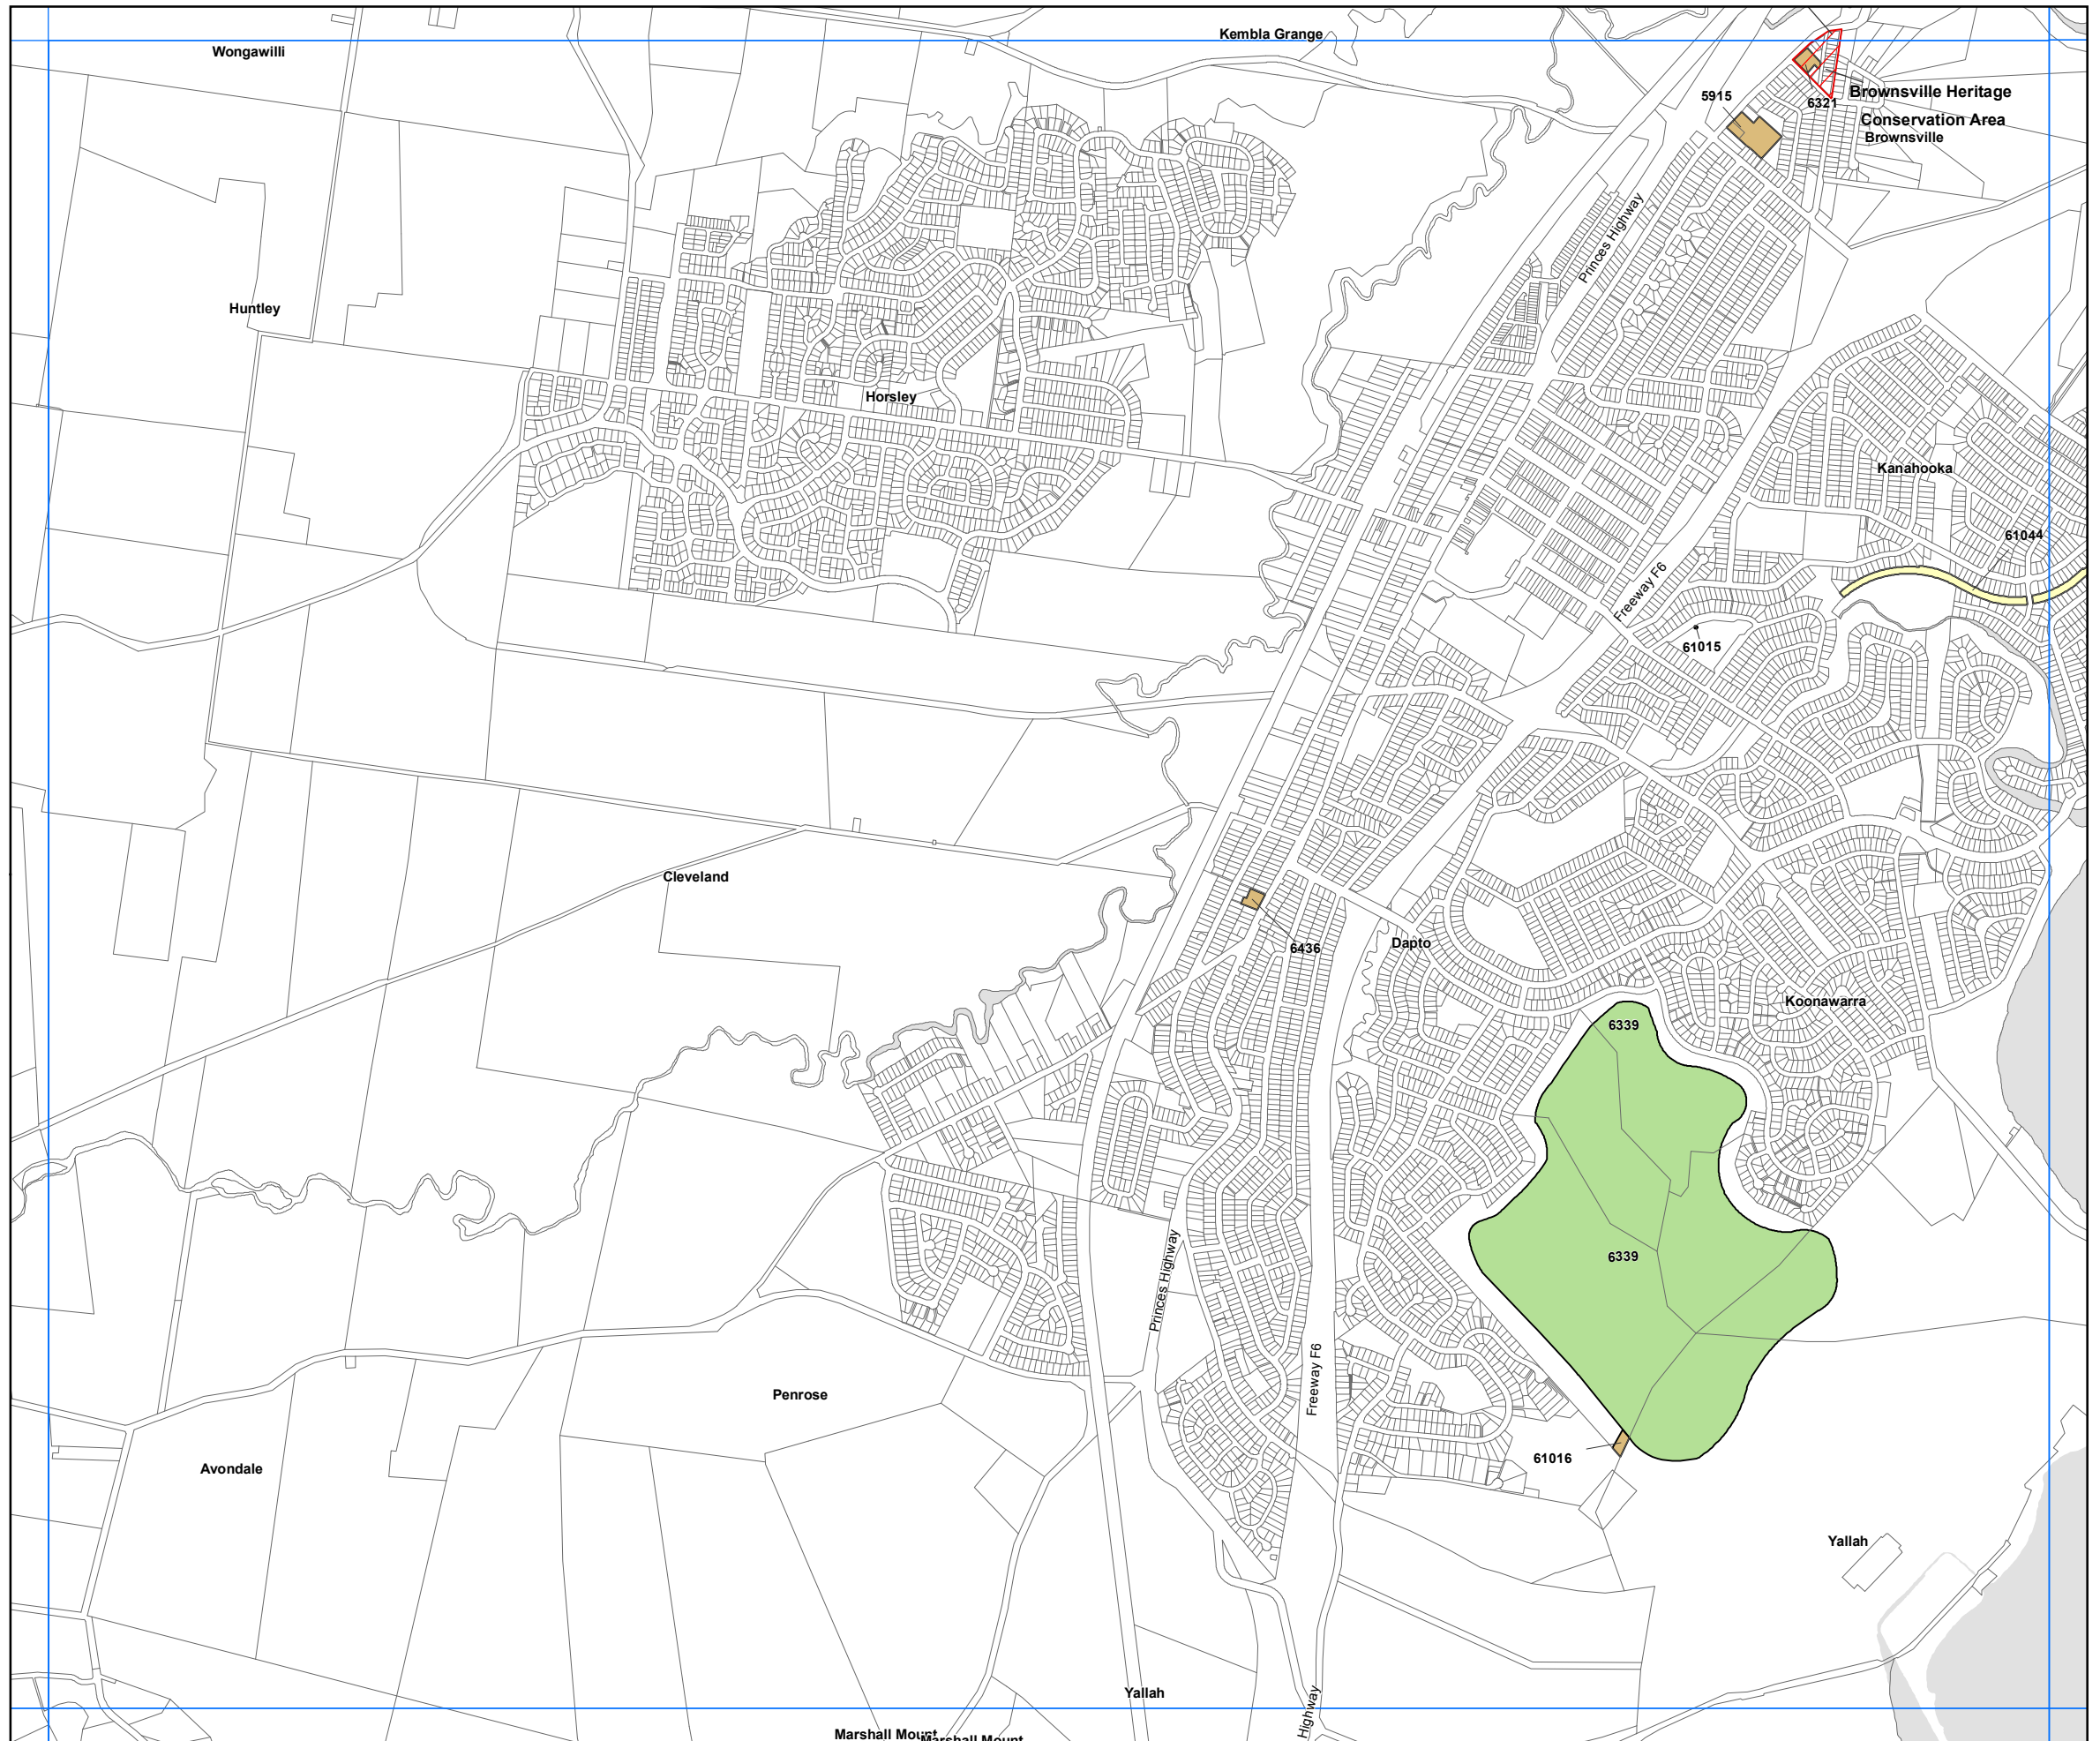 Kembla Grange
Wongawilli
Brownsville Heritage
5915
6321
Conservation Area
Brownsville
Princes Highway
Huntley
Horsley
Kanahooka
61044
Freeway F6
61015
Cleveland
Dapto
6436
Koonawarra
6339
6339
Princes Highway
Freeway F6
Penrose
61016
Avondale
Yallah
Yallah
Highway
Marshall Mount
Marshall Mount